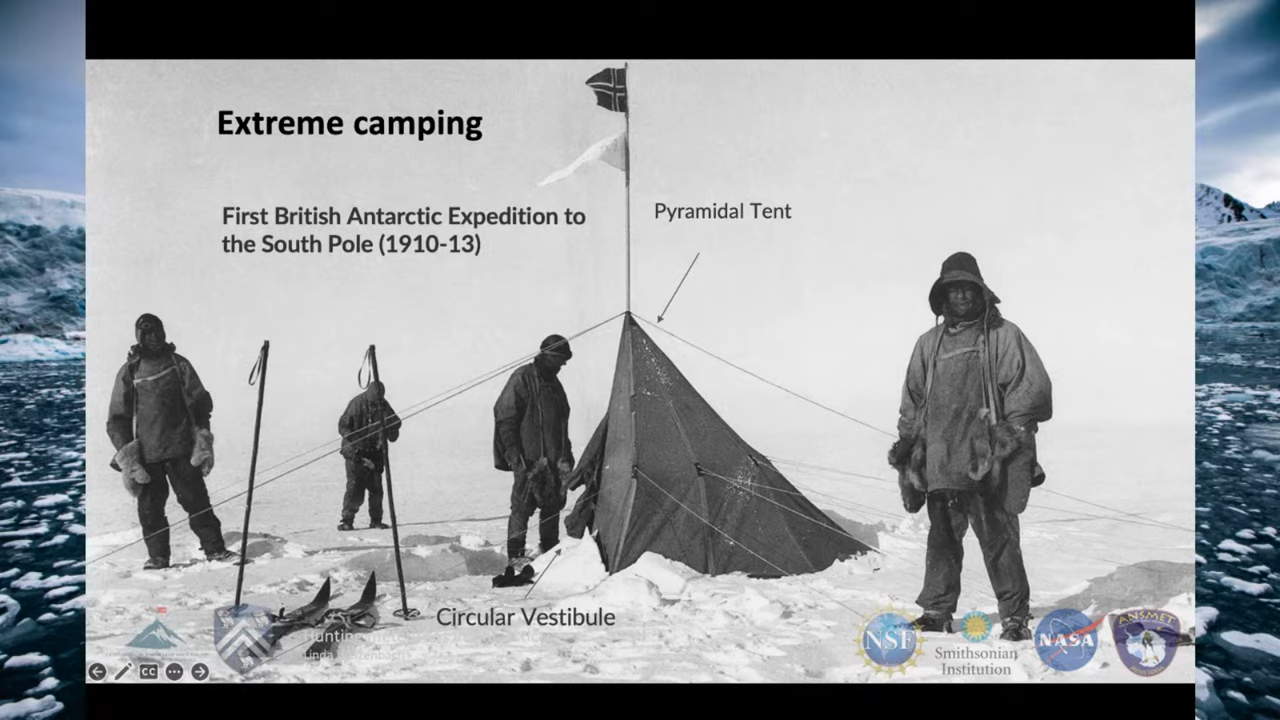 Extreme camping
First British Antarctic Expedition to
the South Pole (1910-13)
Pyramidal Tent
Circular Vestibule
NSF
Smithsonian
Institution
NASA
ANSMET
CC